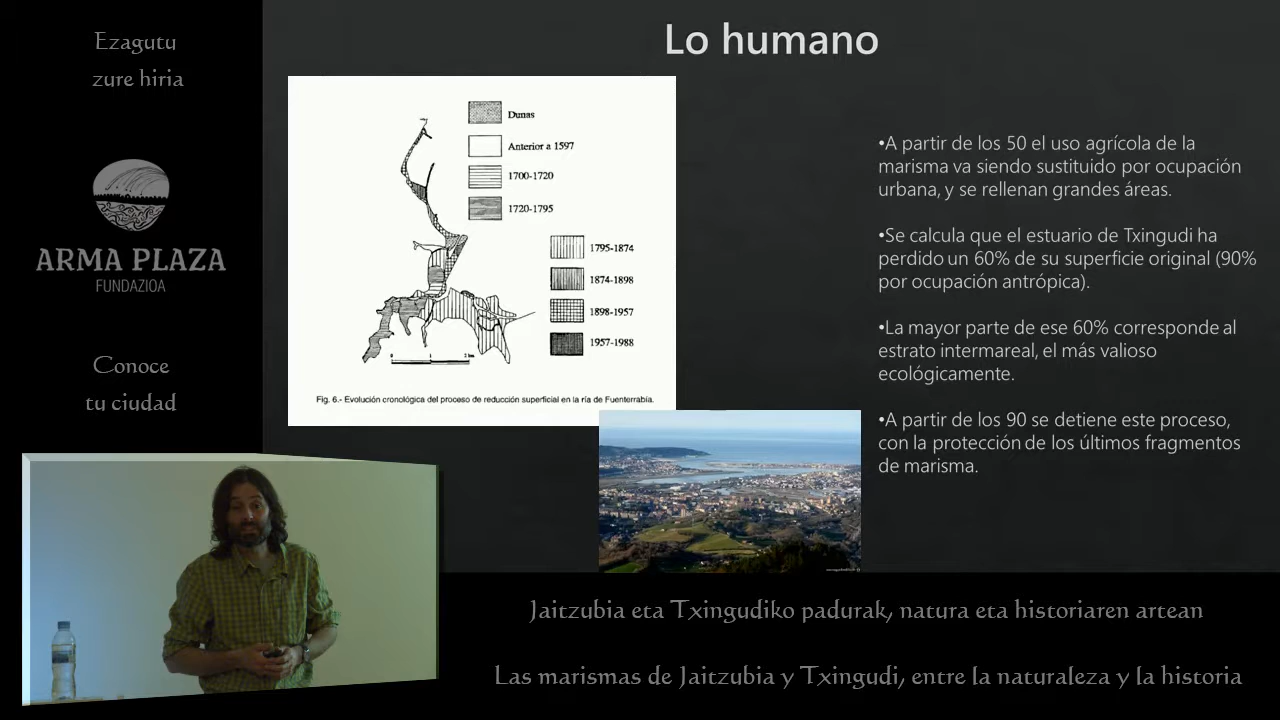 Ezagutu
zure hiria
ARMA PLAZA
FUNDAZIOA
Conoce
tu ciudad
Lo humano
Dunas
Anterior a 1597
1700-1720
1720-1795
1795-1874
1874-1898
1898-1957
1957-1988
0 1 2 km
Fig. 6.- Evolución cronológica del proceso de reducción superficial en la ría de Fuenterrabía.
•A partir de los 50 el uso agrícola de la
marisma va siendo sustituido por ocupación
urbana, y se rellenan grandes áreas.
•Se calcula que el estuario de Txingudi ha
perdido un 60% de su superficie original (90%
por ocupación antrópica).
•La mayor parte de ese 60% corresponde al
estrato intermareal, el más valioso
ecológicamente.
•A partir de los 90 se detiene este proceso,
con la protección de los últimos fragmentos
de marisma.
Jaitzubia eta Txingudiko padurak, natura eta historiaren artean
Las marismas de Jaitzubia y Txingudi, entre la naturaleza y la historia